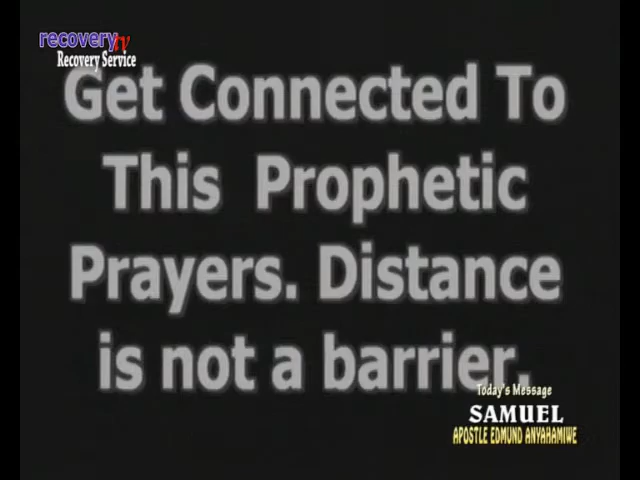 recoverytv
Recovery Service
Get Connected To
This Prophetic
Prayers. Distance
is not a barrier.
Today's Message
SAMUEL
APOSTLE EDMUND ANYAHAMIWE